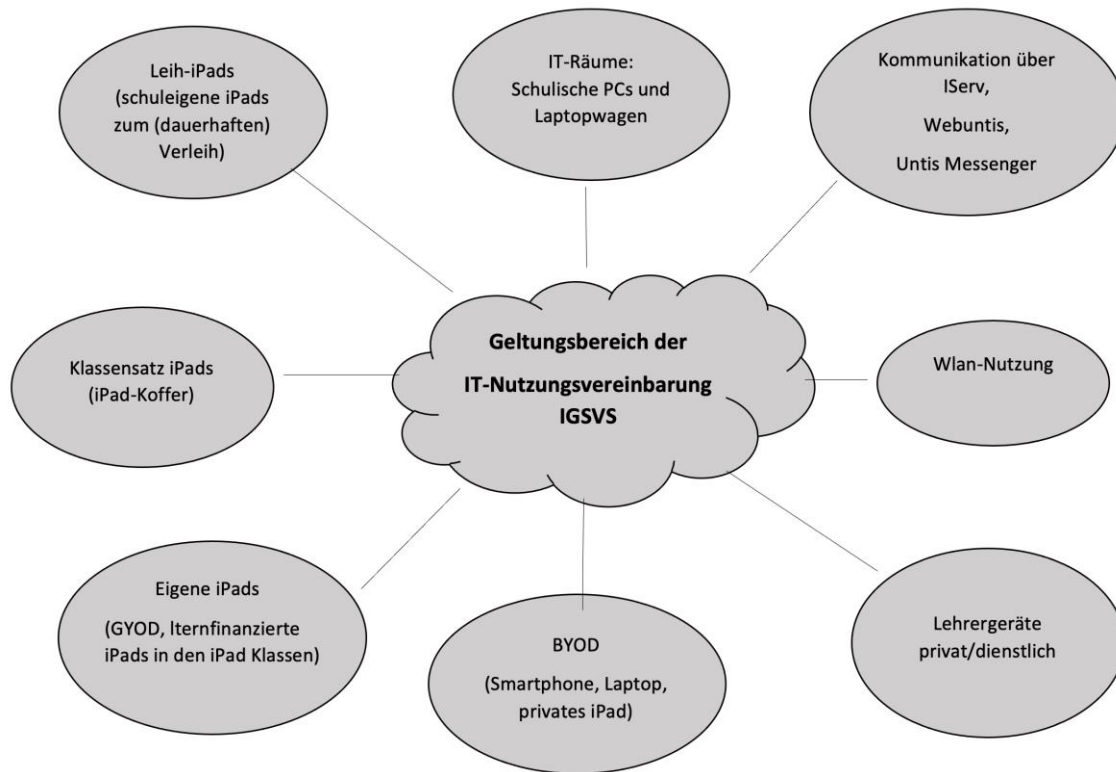 Leih-iPads
(schuleigene iPads
zum (dauerhaften)
Verleih)
IT-Räume:
Schulische PCs und
Laptopwagen
Kommunikation über
IServ,
Webuntis,
Untis Messenger
Klassensatz iPads
(iPad-Koffer)
Geltungsbereich der
IT-Nutzungsvereinbarung
IGSVS
Wlan-Nutzung
Eigene iPads
(GYOD, lternfinanzierte
iPads in den iPad Klassen)
BYOD
(Smartphone, Laptop,
privates iPad)
Lehrergeräte
privat/dienstlich